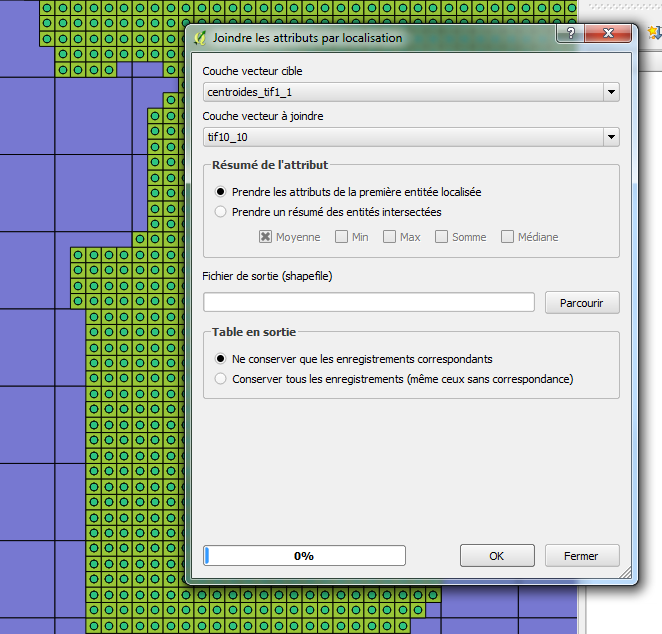 Joindre les attributs par localisation
?
Couche vecteur cible
centroides_tif1_1
Couche vecteur à joindre
tif10_10
Résumé de l'attribut
Prendre les attributs de la première entitée localisée
Prendre un résumé des entités intersectées
Moyenne Min Max Somme Médiane
Fichier de sortie (shapefile)
Parcourir
Table en sortie
Ne conserver que les enregistrements correspondants
Conserver tous les enregistrements (même ceux sans correspondance)
0% OK Fermer